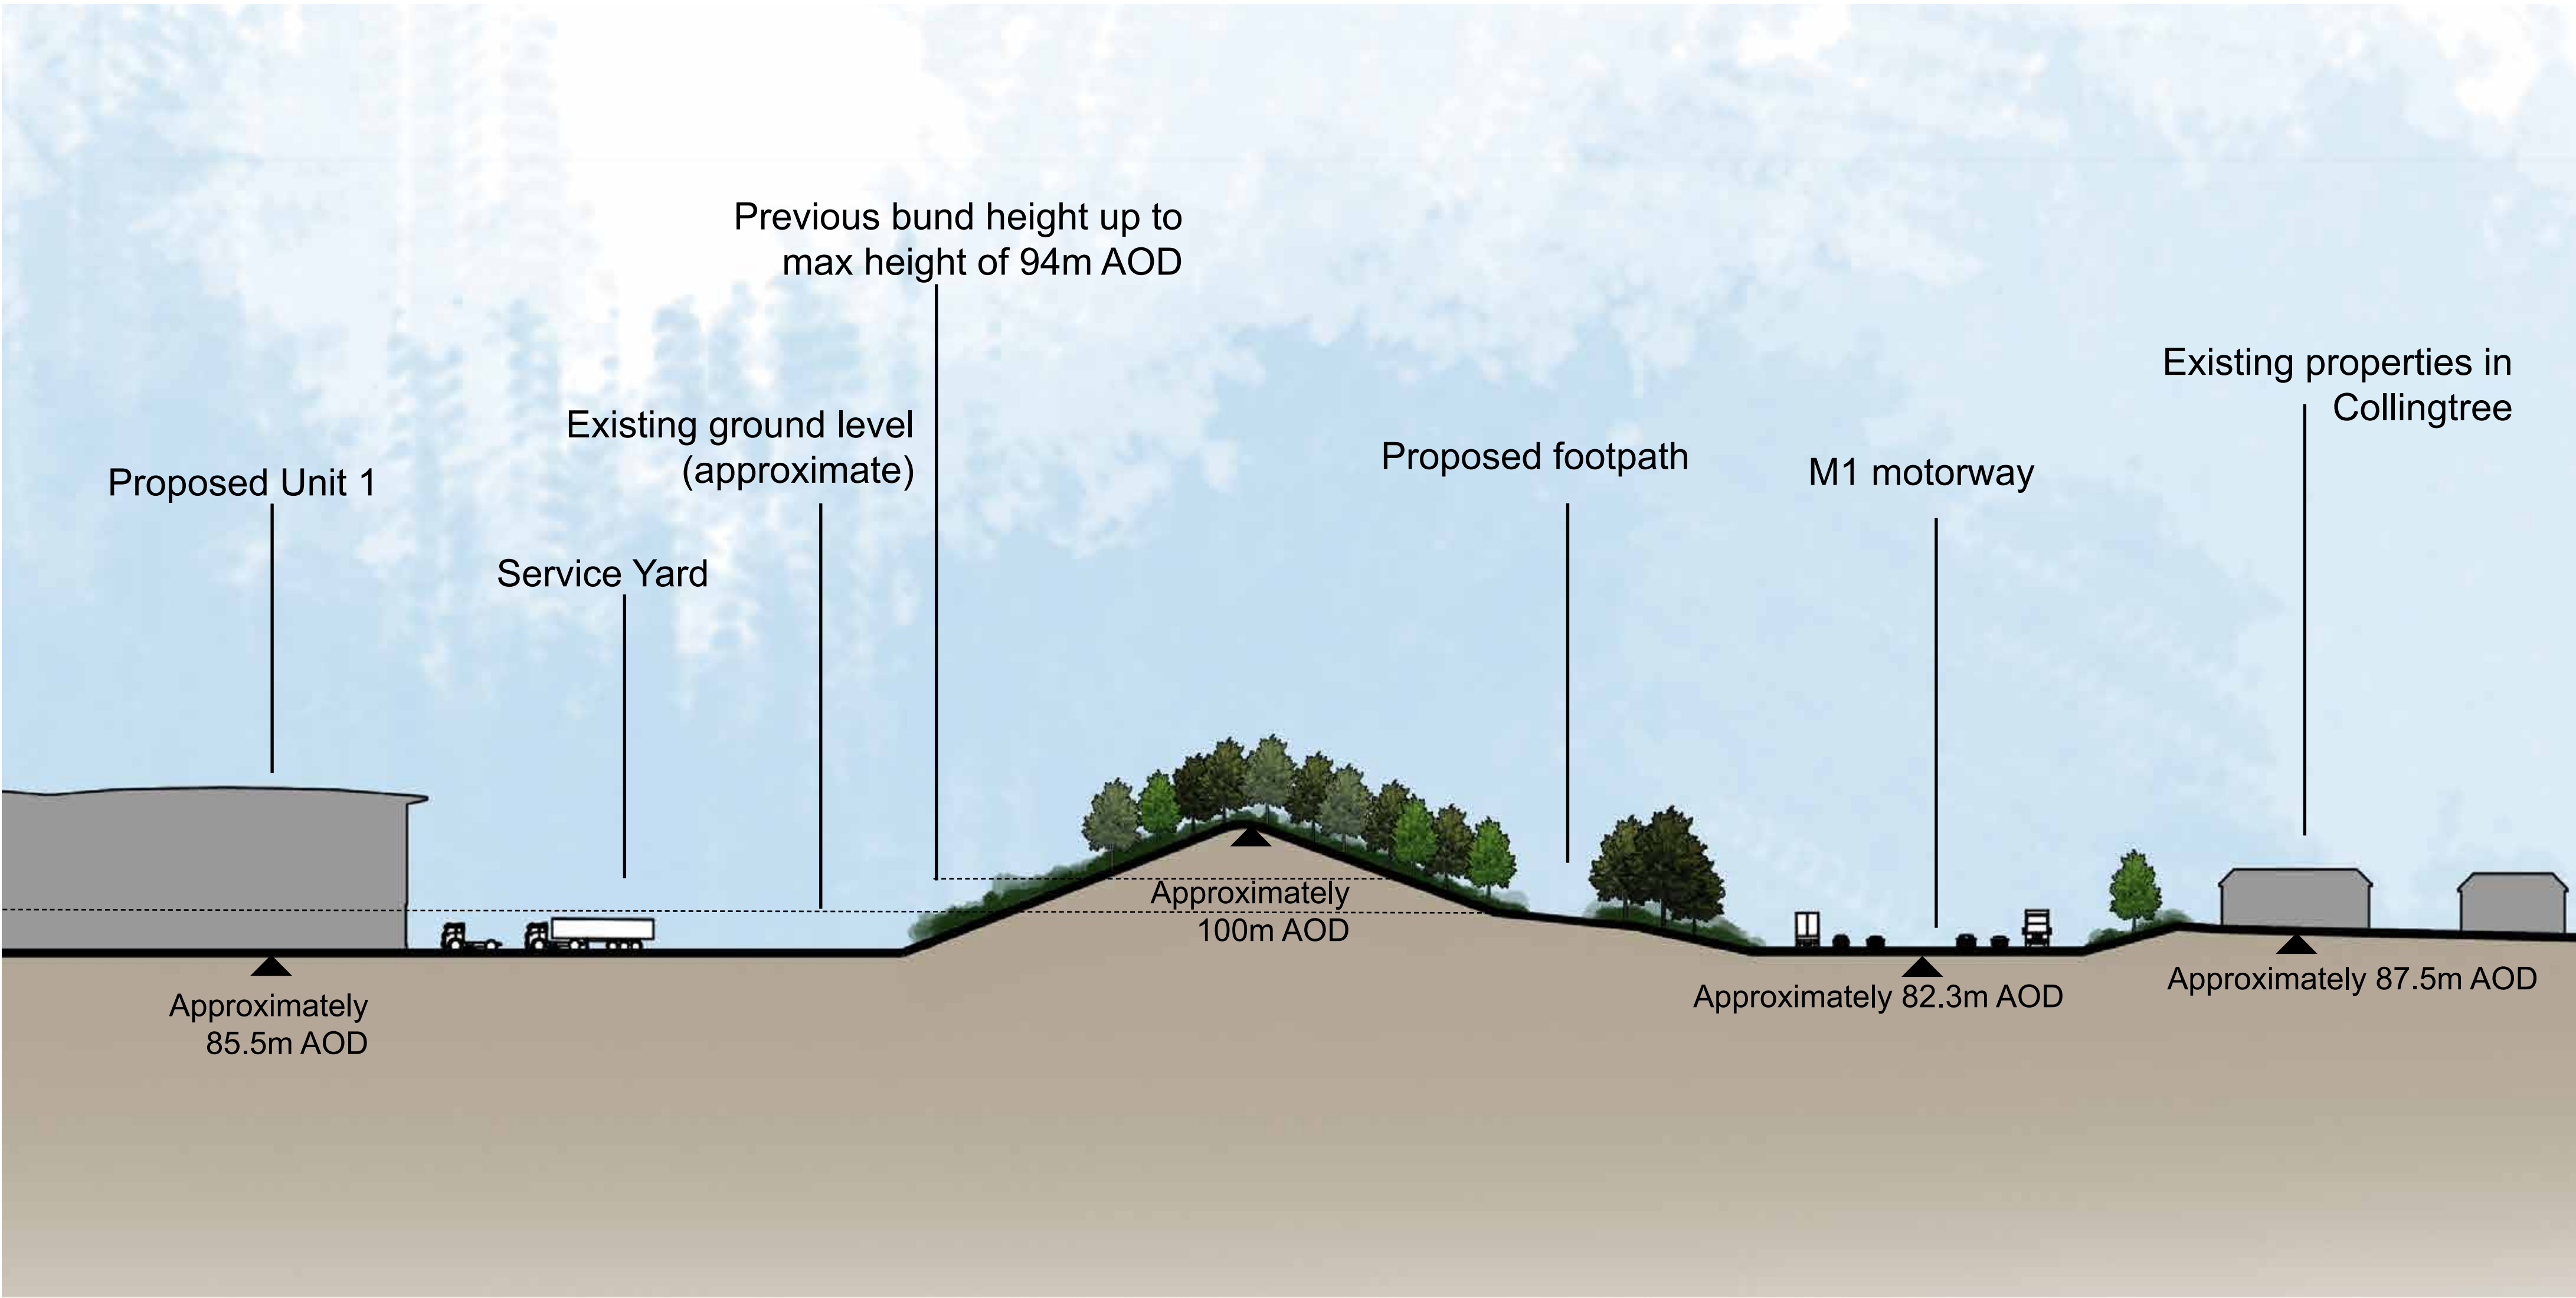 Previous bund height up to
max height of 94m AOD
Existing properties in
Collingtree
Existing ground level
(approximate)
Proposed footpath
M1 motorway
Proposed Unit 1
Service Yard
Approximately
100m AOD
Approximately 87.5m AOD
Approximately 82.3m AOD
Approximately
85.5m AOD